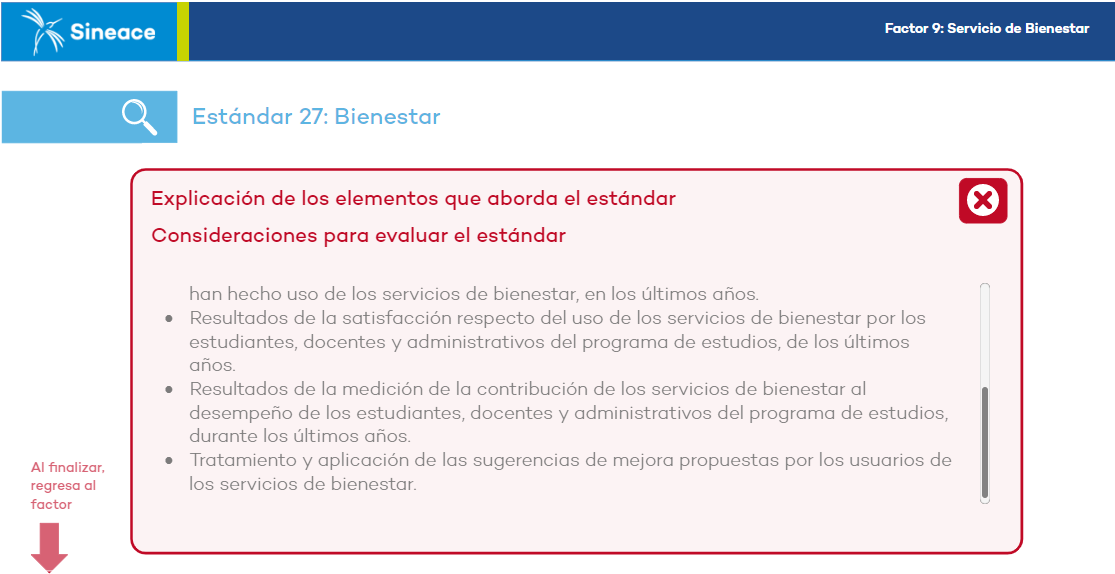 Sineace
Factor 9: Servicio de Bienestar
Estándar 27: Bienestar
Explicación de los elementos que aborda el estándar
Consideraciones para evaluar el estándar
han hecho uso de los servicios de bienestar, en los últimos años.
• Resultados de la satisfacción respecto del uso de los servicios de bienestar por los
estudiantes, docentes y administrativos del programa de estudios, de los últimos
años.
• Resultados de la medición de la contribución de los servicios de bienestar al
desempeño de los estudiantes, docentes y administrativos del programa de estudios,
durante los últimos años.
• Tratamiento y aplicación de las sugerencias de mejora propuestas por los usuarios de
los servicios de bienestar.
Al finalizar,
regresa al
factor